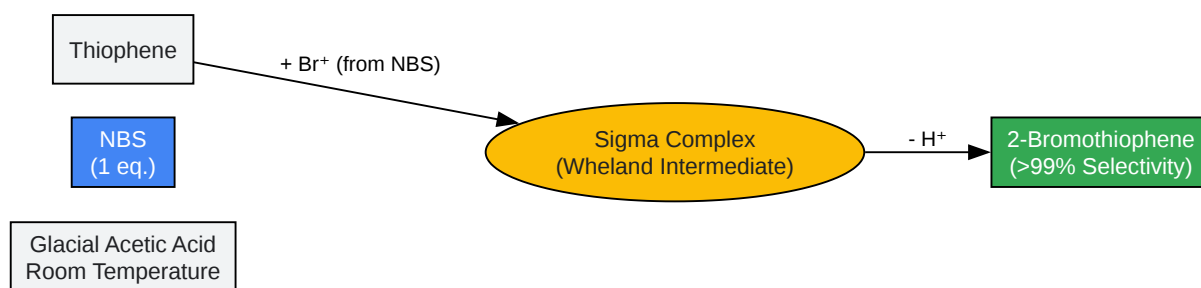 Thiophene
+ Br⁺ (from NBS)
NBS
(1 eq.)
Sigma Complex
(Wheland Intermediate)
- H⁺
2-Bromothiophene
(>99% Selectivity)
Glacial Acetic Acid
Room Temperature